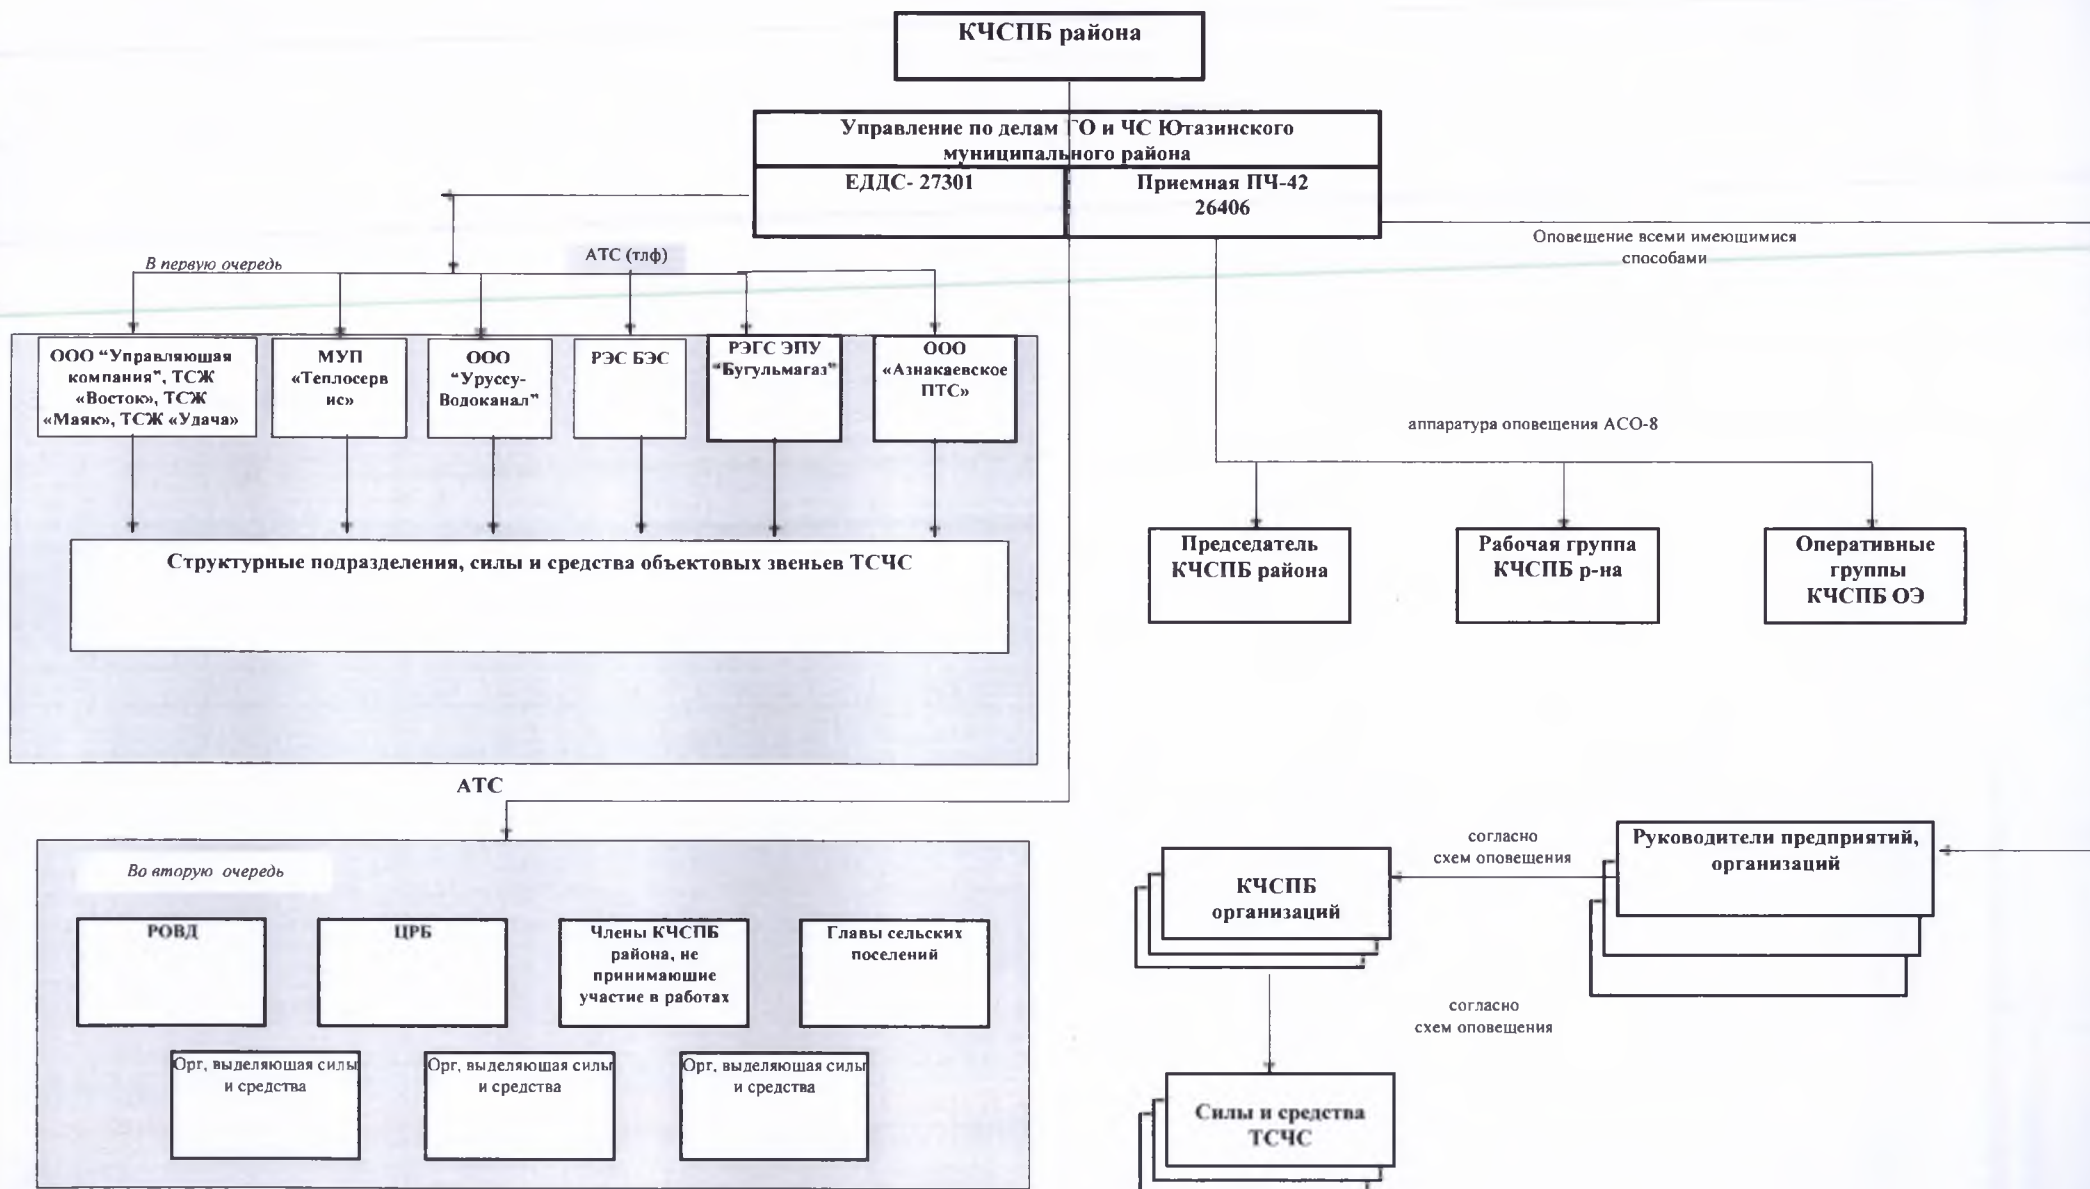 КЧСПБ района
Управление по делам ГО и ЧС Ютазинского
муниципального района
ЕДДС- 27301
Приемная ПЧ-42
26406
Оповещение всеми имеющимися
способами
В первую очередь
АТС (тлф)
ООО “Управляющая
компания”, ТСЖ
«Восток», ТСЖ
«Маяк», ТСЖ «Удача»
МУП
«Теплосерв
ис»
ООО
“Уруссу-
Водоканал”
РЭС БЭС
РЭГС ЭПУ
“Бугульмагаз”
ООО
«Азнакаевское
ПТС»
Структурные подразделения, силы и средства объектовых звеньев ТСЧС
аппаратура оповещения АСО-8
Председатель
КЧСПБ района
Рабочая группа
КЧСПБ р-на
Оперативные
группы
КЧСПБ ОЭ
АТС
Во вторую очередь
РОВД
ЦРБ
Члены КЧСПБ
района, не
принимающие
участие в работах
Главы сельских
поселений
Орг, выделяющая силы
и средства
Орг, выделяющая силы
и средства
Орг, выделяющая силы
и средства
Руководители предприятий,
организаций
согласно
схем оповещения
КЧСПБ
организаций
согласно
схем оповещения
Силы и средства
ТСЧС